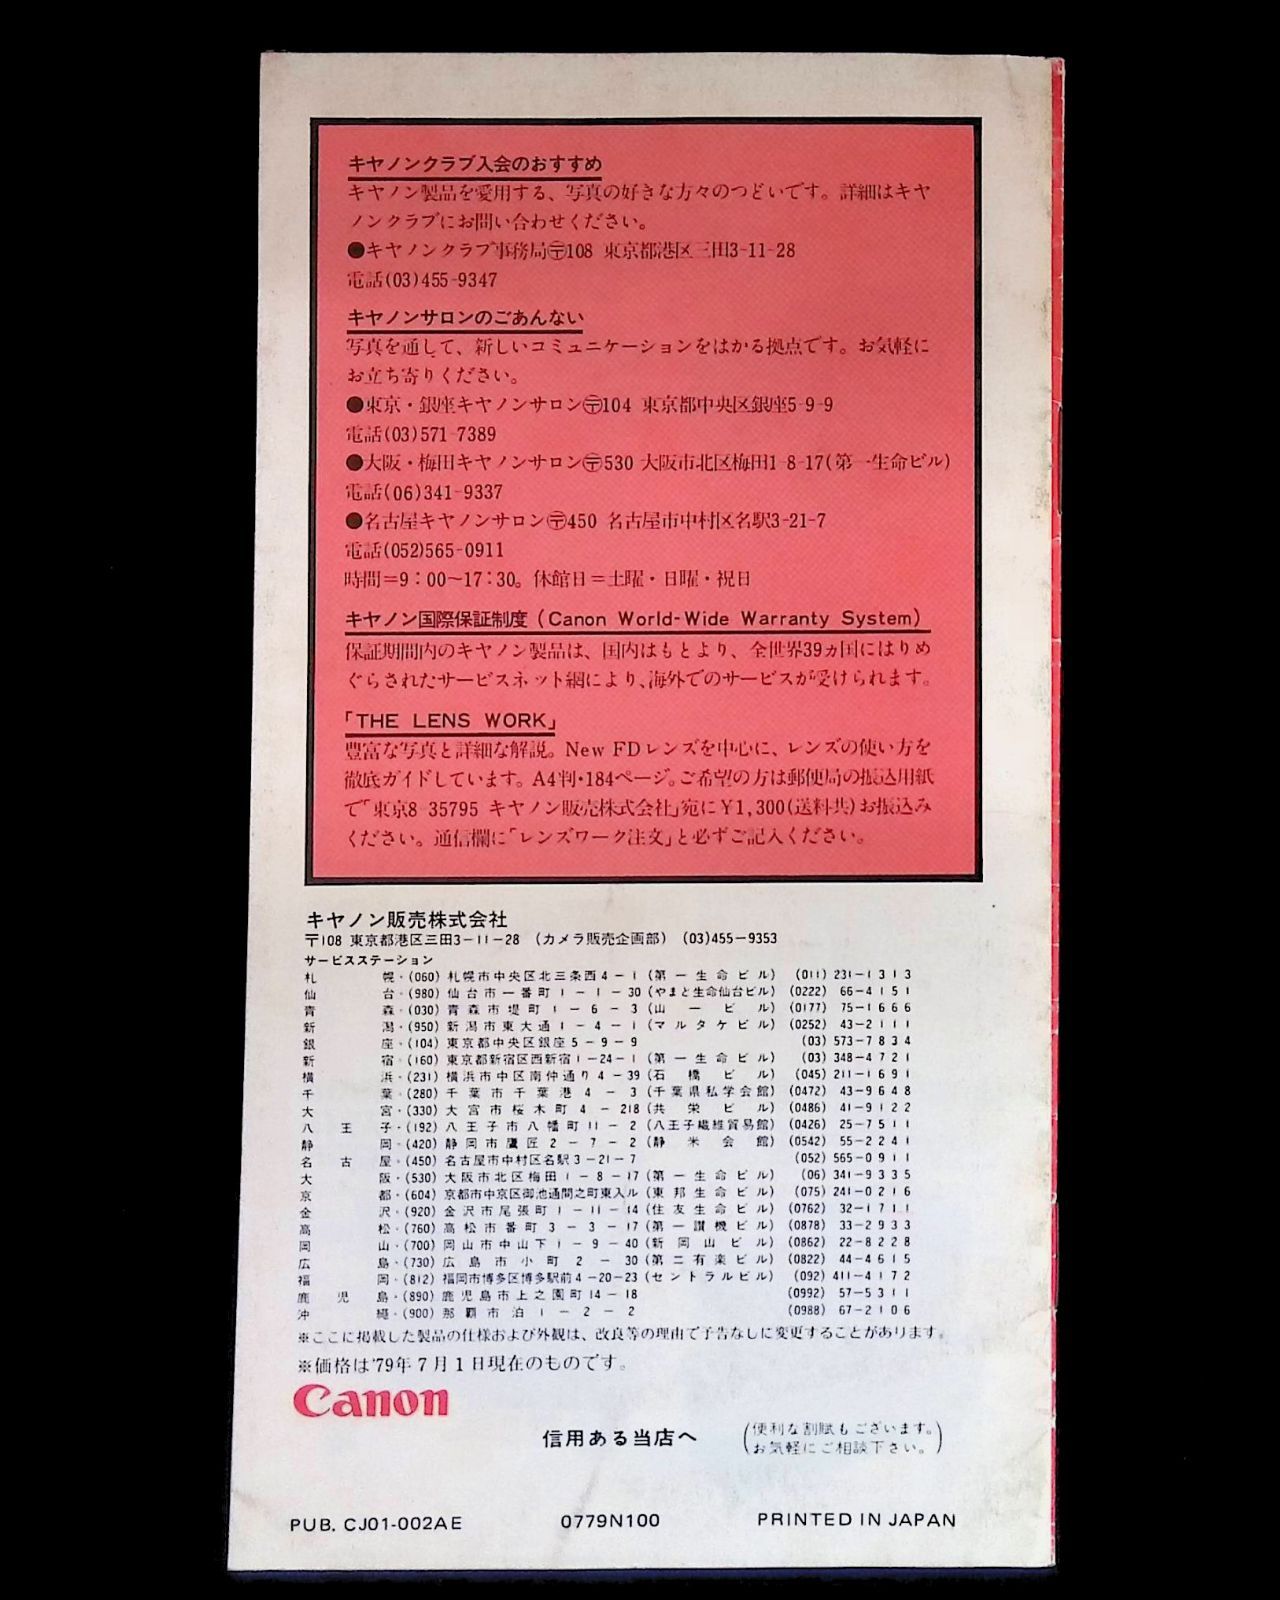 キヤノンクラブ入会のおすすめ
キヤノン製品を愛用する、写真の好きな方々のつどいです。詳細はキヤ
ノンクラブにお問い合わせください。
●キヤノンクラブ事務局〒108 東京都港区三田3-11-28
電話(03)455-9347
キヤノンサロンのごあんない
写真を通して、新しいコミュニケーションをはかる拠点です。お気軽に
お立ち寄りください。
●東京・銀座キヤノンサロン〒104 東京都中央区銀座5-9-9
電話(03)571-7389
●大阪・梅田キヤノンサロン〒530 大阪市北区梅田1-8-17(第一生命ビル)
電話(06)341-9337
●名古屋キヤノンサロン〒450 名古屋市中村区名駅3-21-7
電話(052)565-0911
時間=9:00〜17:30。休館日=土曜・日曜・祝日
キヤノン国際保証制度(Canon World-Wide Warranty System)
保証期間内のキヤノン製品は、国内はもとより、全世界39ヵ国にはりめ
ぐらされたサービスネット網により、海外でのサービスが受けられます。
「THE LENS WORK」
豊富な写真と詳細な解説。New FDレンズを中心に、レンズの使い方を
徹底ガイドしています。A4判・184ページ。ご希望の方は郵便局の振込用紙
で「東京8-35795 キヤノン販売株式会社」宛に¥1,300(送料共)お振込み
ください。通信欄に「レンズワーク注文」と必ずご記入ください。
キヤノン販売株式会社
〒108 東京都港区三田3-11-28 (カメラ販売企画部) (03)455-9353
サービスステーション
札幌・(060) 札幌市中央区北三条西4-1 (第一生命ビル) (011) 231-1313
仙台・(980) 仙台市一番町1-1-30 (やまと生命仙台ビル) (0222) 66-4151
青森・(030) 青森市堤町1-6-3 (山一ビル) (0177) 75-1666
新潟・(950) 新潟市東大通1-4-1 (マルタケビル) (0252) 43-2111
銀座・(104) 東京都中央区銀座5-9-9 (03) 573-7834
新宿・(160) 東京都新宿区西新宿1-24-1 (第一生命ビル) (03) 348-4721
横浜・(231) 横浜市中区南仲通り4-39 (石橋ビル) (045) 211-1691
千葉・(280) 千葉市千葉港4-3 (千葉県私学会館) (0472) 43-9648
大宮・(330) 大宮市桜木町4-218 (共栄ビル) (0486) 41-9122
八王子・(192) 八王子市八幡町11-2 (八王子繊維貿易館) (0426) 25-7511
静岡・(420) 静岡市鷹匠2-7-2 (静米会館) (0542) 55-2241
名古屋・(450) 名古屋市中村区名駅3-21-7 (052) 565-0911
大阪・(530) 大阪市北区梅田1-8-17 (第一生命ビル) (06) 341-9335
京都・(604) 京都市中京区御池通間之町東入ル (東邦生命ビル) (075) 241-0216
金沢・(920) 金沢市尾張町1-11-14 (住友生命ビル) (0762) 32-1711
高松・(760) 高松市番町3-3-17 (第一讃機ビル) (0878) 33-2933
岡山・(700) 岡山市中山下1-9-40 (新岡山ビル) (0862) 22-8228
広島・(730) 広島市小町2-30 (第二有楽ビル) (0822) 44-4615
福岡・(812) 福岡市博多区博多駅前4-20-23 (セントラルビル) (092) 411-4172
鹿児島・(890) 鹿児島市上之園町14-18 (0992) 57-5311
沖縄・(900) 那覇市泊1-2-2 (0988) 67-2106
※ここに掲載した製品の仕様および外観は、改良等の理由で予告なしに変更することがあります。
※価格は'79年7月1日現在のものです。
Canon
信用ある当店へ
(便利な割賦もございます。
お気軽にご相談下さい。)
PUB. CJ01-002AE 0779N100 PRINTED IN JAPAN